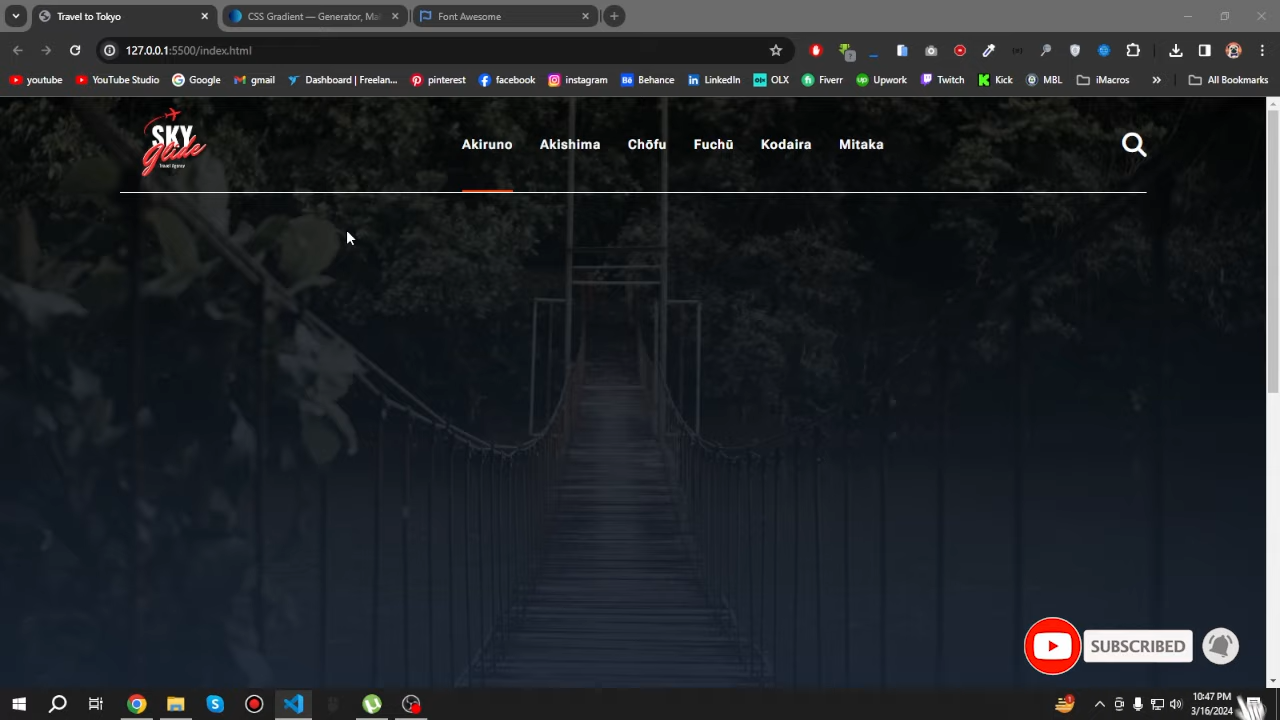 Travel to Tokyo
CSS Gradient — Generator, Ma
Font Awesome
127.0.0.1:5500/index.html
youtube
YouTube Studio
Google
gmail
Dashboard | Freelan...
pinterest
facebook
instagram
Behance
LinkedIn
OLX
Fiverr
Upwork
Twitch
Kick
MBL
iMacros
»
All Bookmarks
SKY
glide
Travel Agency
Akiruno
Akishima
Chōfu
Fuchū
Kodaira
Mitaka
SUBSCRIBED
10:47 PM
3/16/2024